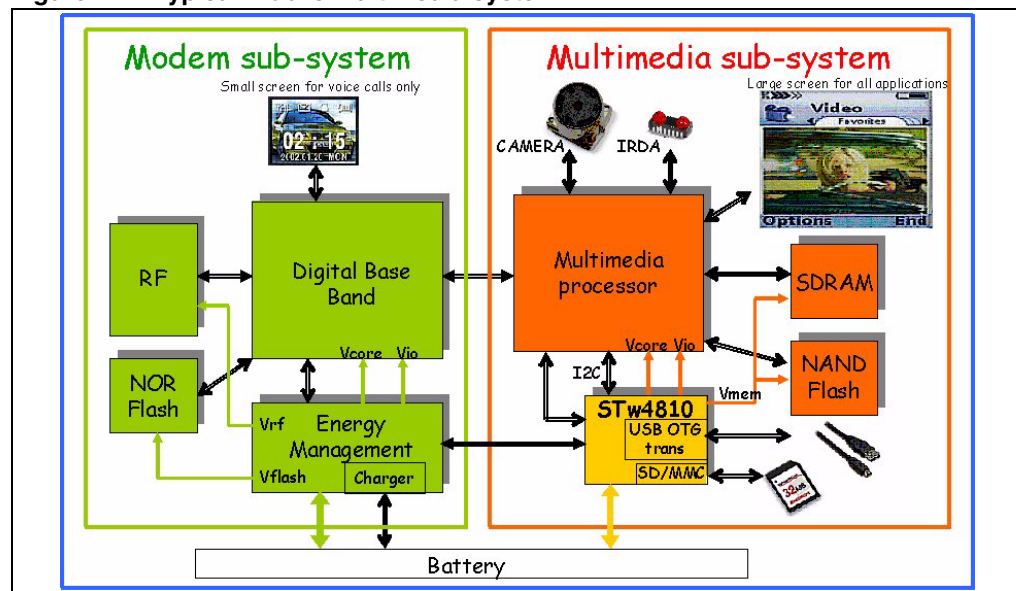 Modem sub-system
Multimedia sub-system
Small screen for voice calls only
Large screen for all applications
02:15
Video
Favorites
CAMERA
IRDA
Options
End
RF
Digital Base
Band
Multimedia
processor
SDRAM
Vcore
Vio
Vcore
Vio
NOR
Flash
I2C
NAND
Flash
Vmem
Vrf
Energy
Management
STw4810
USB OTG
trans
Vflash
Charger
SD/MMC
32
Battery